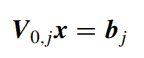 V₀,ⱼx = bⱼ